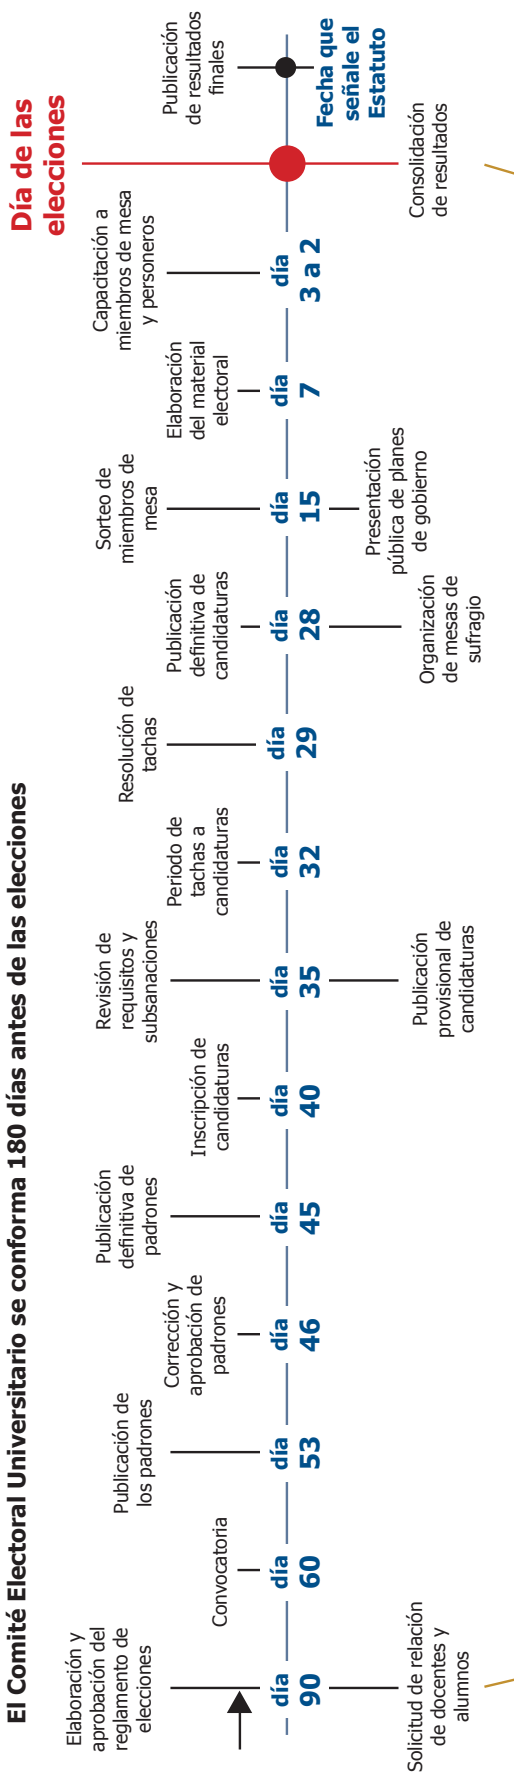 El Comité Electoral Universitario se conforma 180 días antes de las elecciones
Elaboración y
aprobación del
reglamento de
elecciones
día
90
Solicitud de relación
de docentes y
alumnos
Convocatoria
día
60
Publicación de
los padrones
día
53
Corrección y
aprobación de
padrones
día
46
Publicación
definitiva de
padrones
día
45
Inscripción de
candidaturas
día
40
Revisión de
requisitos y
subsanaciones
día
35
Publicación
provisional de
candidaturas
Periodo de
tachas a
candidaturas
día
32
Resolución de
tachas
día
29
Publicación
definitiva de
candidaturas
día
28
Organización
de mesas de
sufragio
Sorteo de
miembros de
mesa
día
15
Presentación
pública de planes
de gobierno
Elaboración
del material
electoral
día
7
Capacitación a
miembros de mesa
y personeros
día
3 a 2
Día de las
elecciones
Consolidación
de resultados
Publicación
de resultados
finales
Fecha que
señale el
Estatuto